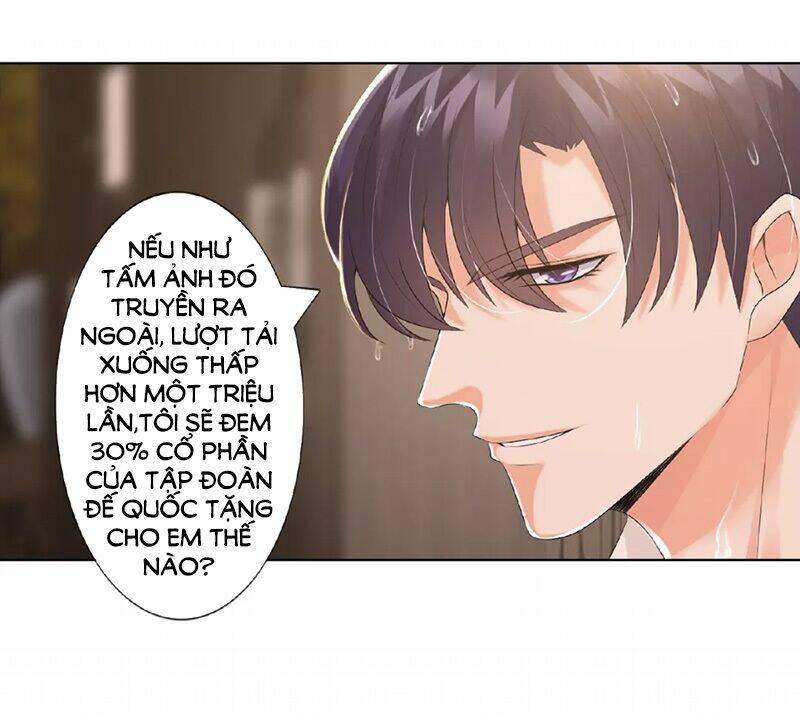 NẾU NHƯ
TẤM ẢNH ĐÓ
TRUYỀN RA
NGOÀI, LƯỢT TẢI
XUỐNG THẤP
HƠN MỘT TRIỆU
LẦN,TÔI SẼ ĐEM
30% CỔ PHẦN
CỦA TẬP ĐOÀN
ĐẾ QUỐC TẶNG
CHO EM THẾ
NÀO?